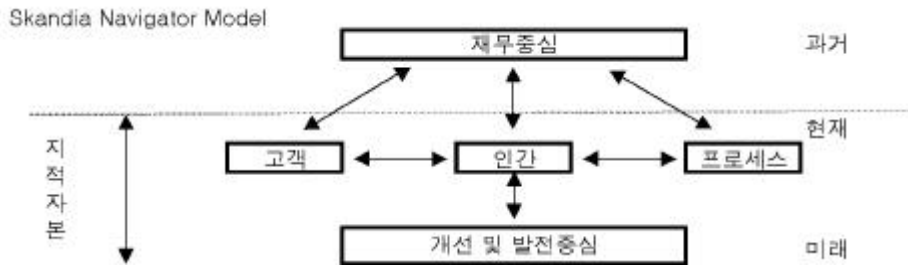 Skandia Navigator Model
재무중심
과거
현재
지적자본
고객
인간
프로세스
개선 및 발전중심
미래